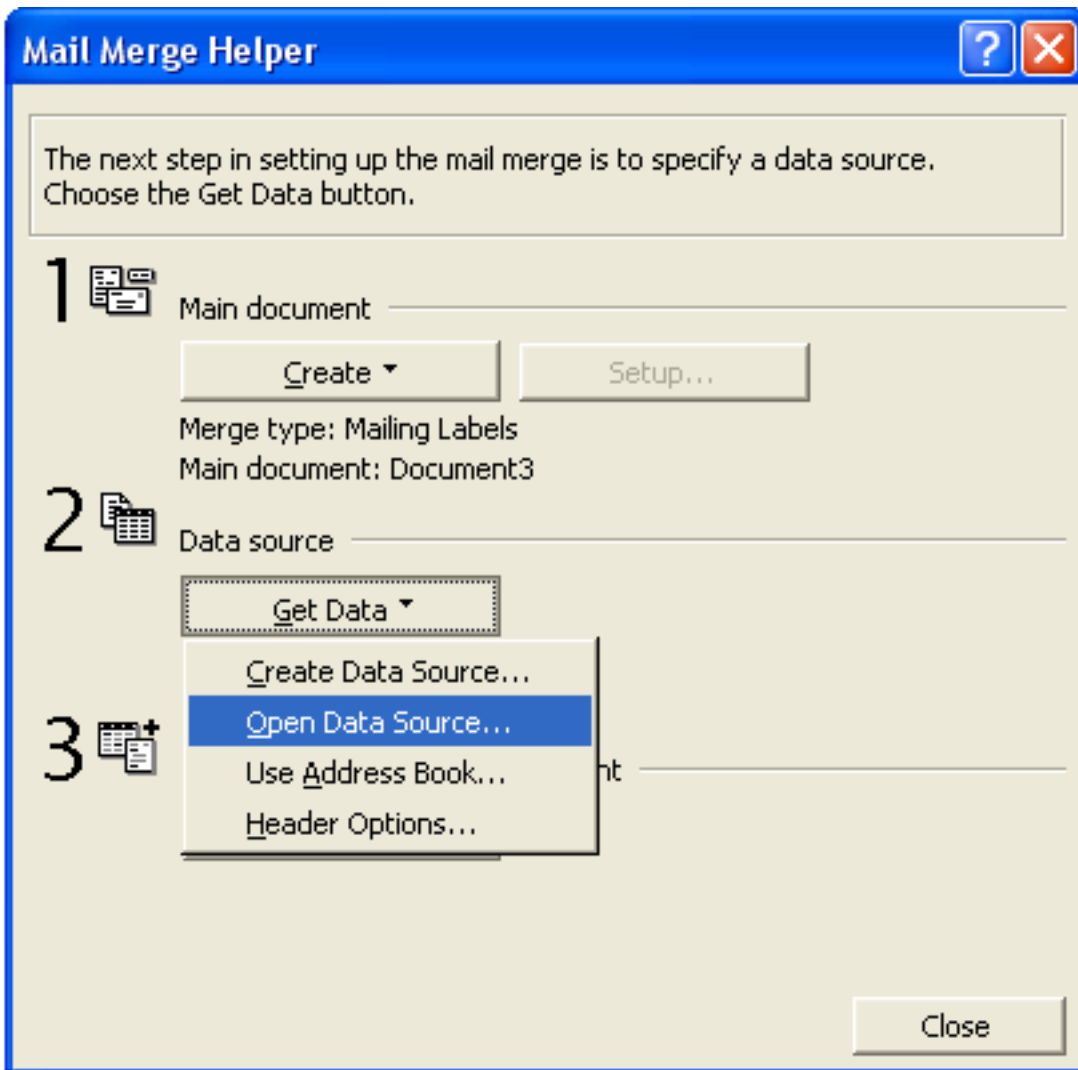 Mail Merge Helper
The next step in setting up the mail merge is to specify a data source.
Choose the Get Data button.
1
Main document
Create
Setup...
Merge type: Mailing Labels
Main document: Document3
2
Data source
Get Data
Create Data Source...
Open Data Source...
3
Use Address Book...
Header Options...
Close